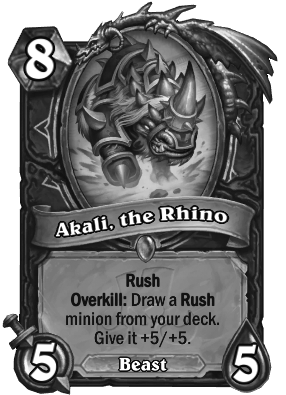 8
Akali, the Rhino
Rush
Overkill: Draw a Rush
minion from your deck.
Give it +5/+5.
5
Beast
5